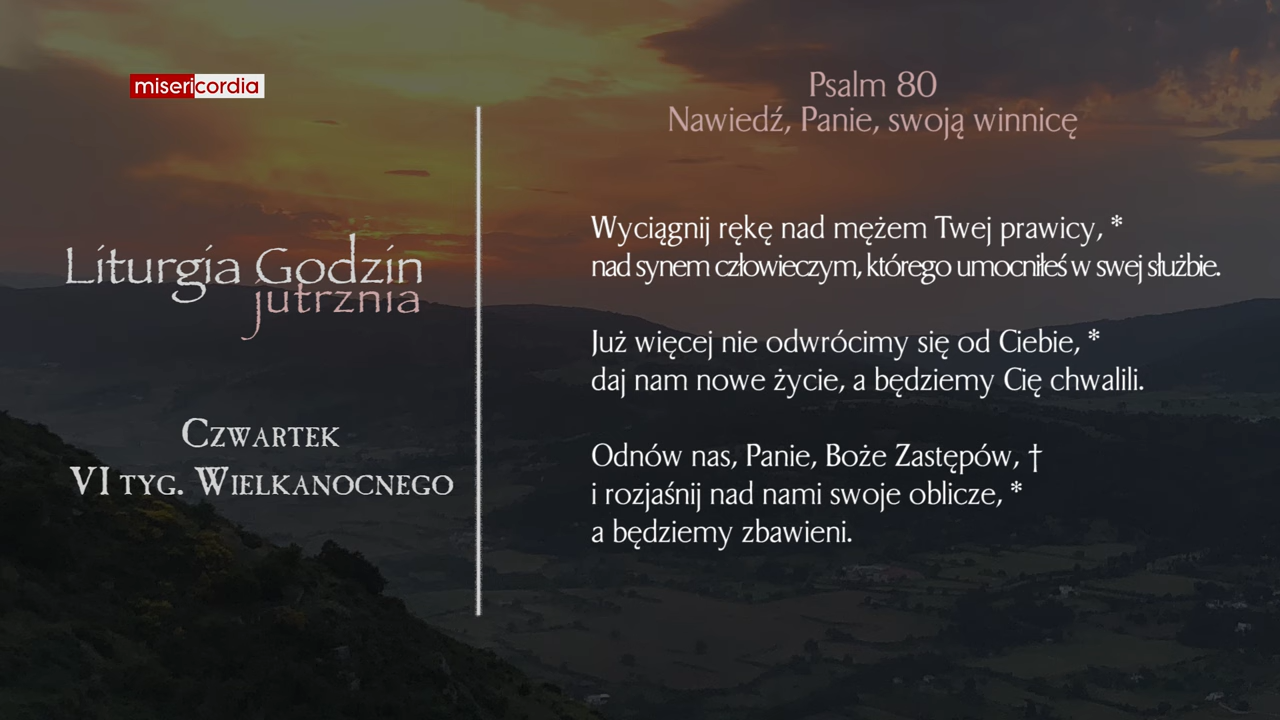 misericordia
Liturgia Godzin
jutrznia
Czwartek
VI tyg. Wielkanocnego
Psalm 80
Nawiedź, Panie, swoją winnicę
Wyciągnij rękę nad mężem Twej prawicy, *
nad synem człowieczym, którego umocniłeś w swej służbie.
Już więcej nie odwrócimy się od Ciebie, *
daj nam nowe życie, a będziemy Cię chwalili.
Odnów nas, Panie, Boże Zastępów, †
i rozjaśnij nad nami swoje oblicze, *
a będziemy zbawieni.